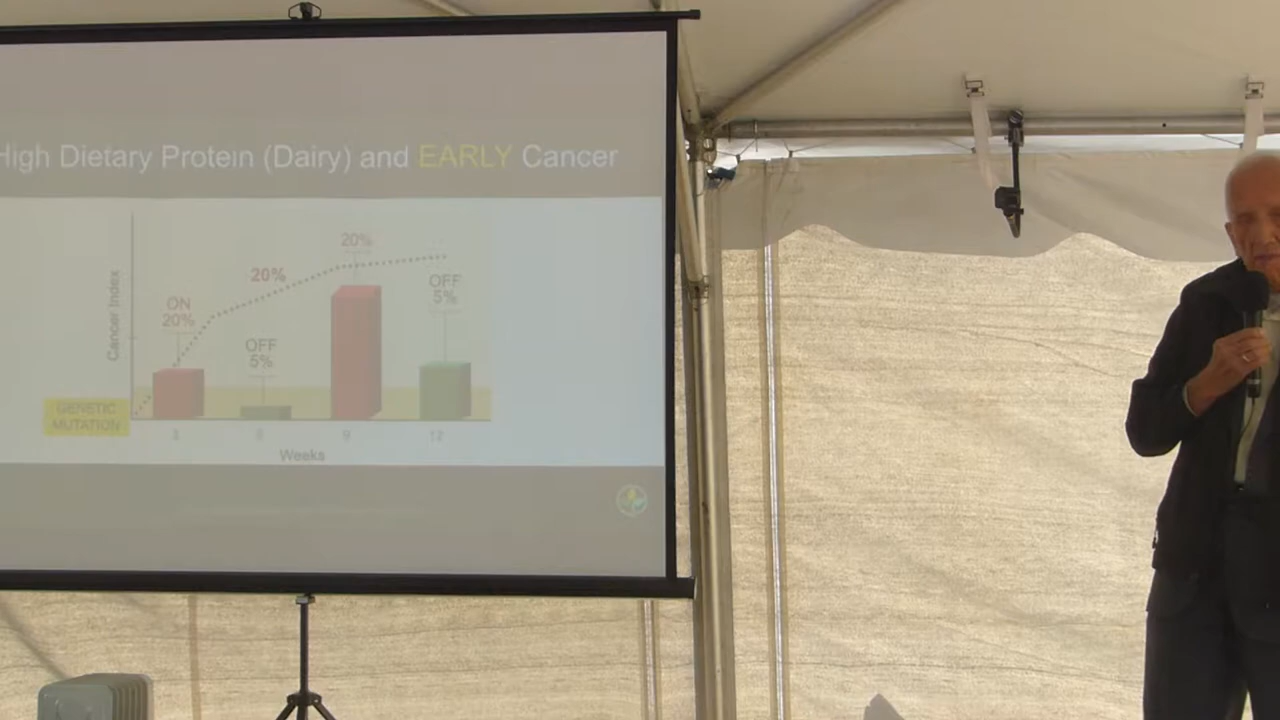 High Dietary Protein (Dairy) and EARLY Cancer
20%
20%
ON
20%
OFF
5%
OFF
5%
Cancer Index
GENETIC
MUTATION
3
6
9
12
Weeks